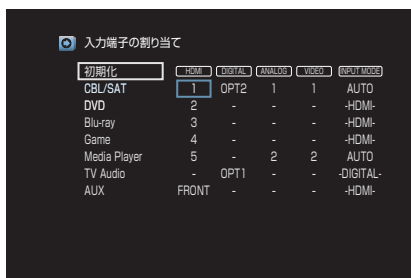 入力端子の割り当て
初期化 HDMI DIGITAL ANALOG VIDEO INPUT MODE
CBL/SAT 1 OPT2 1 1 AUTO
DVD 2 - - - -HDMI-
Blu-ray 3 - - - -HDMI-
Game 4 - - - -HDMI-
Media Player 5 - 2 2 AUTO
TV Audio - OPT1 - - -DIGITAL-
AUX FRONT - - - -HDMI-